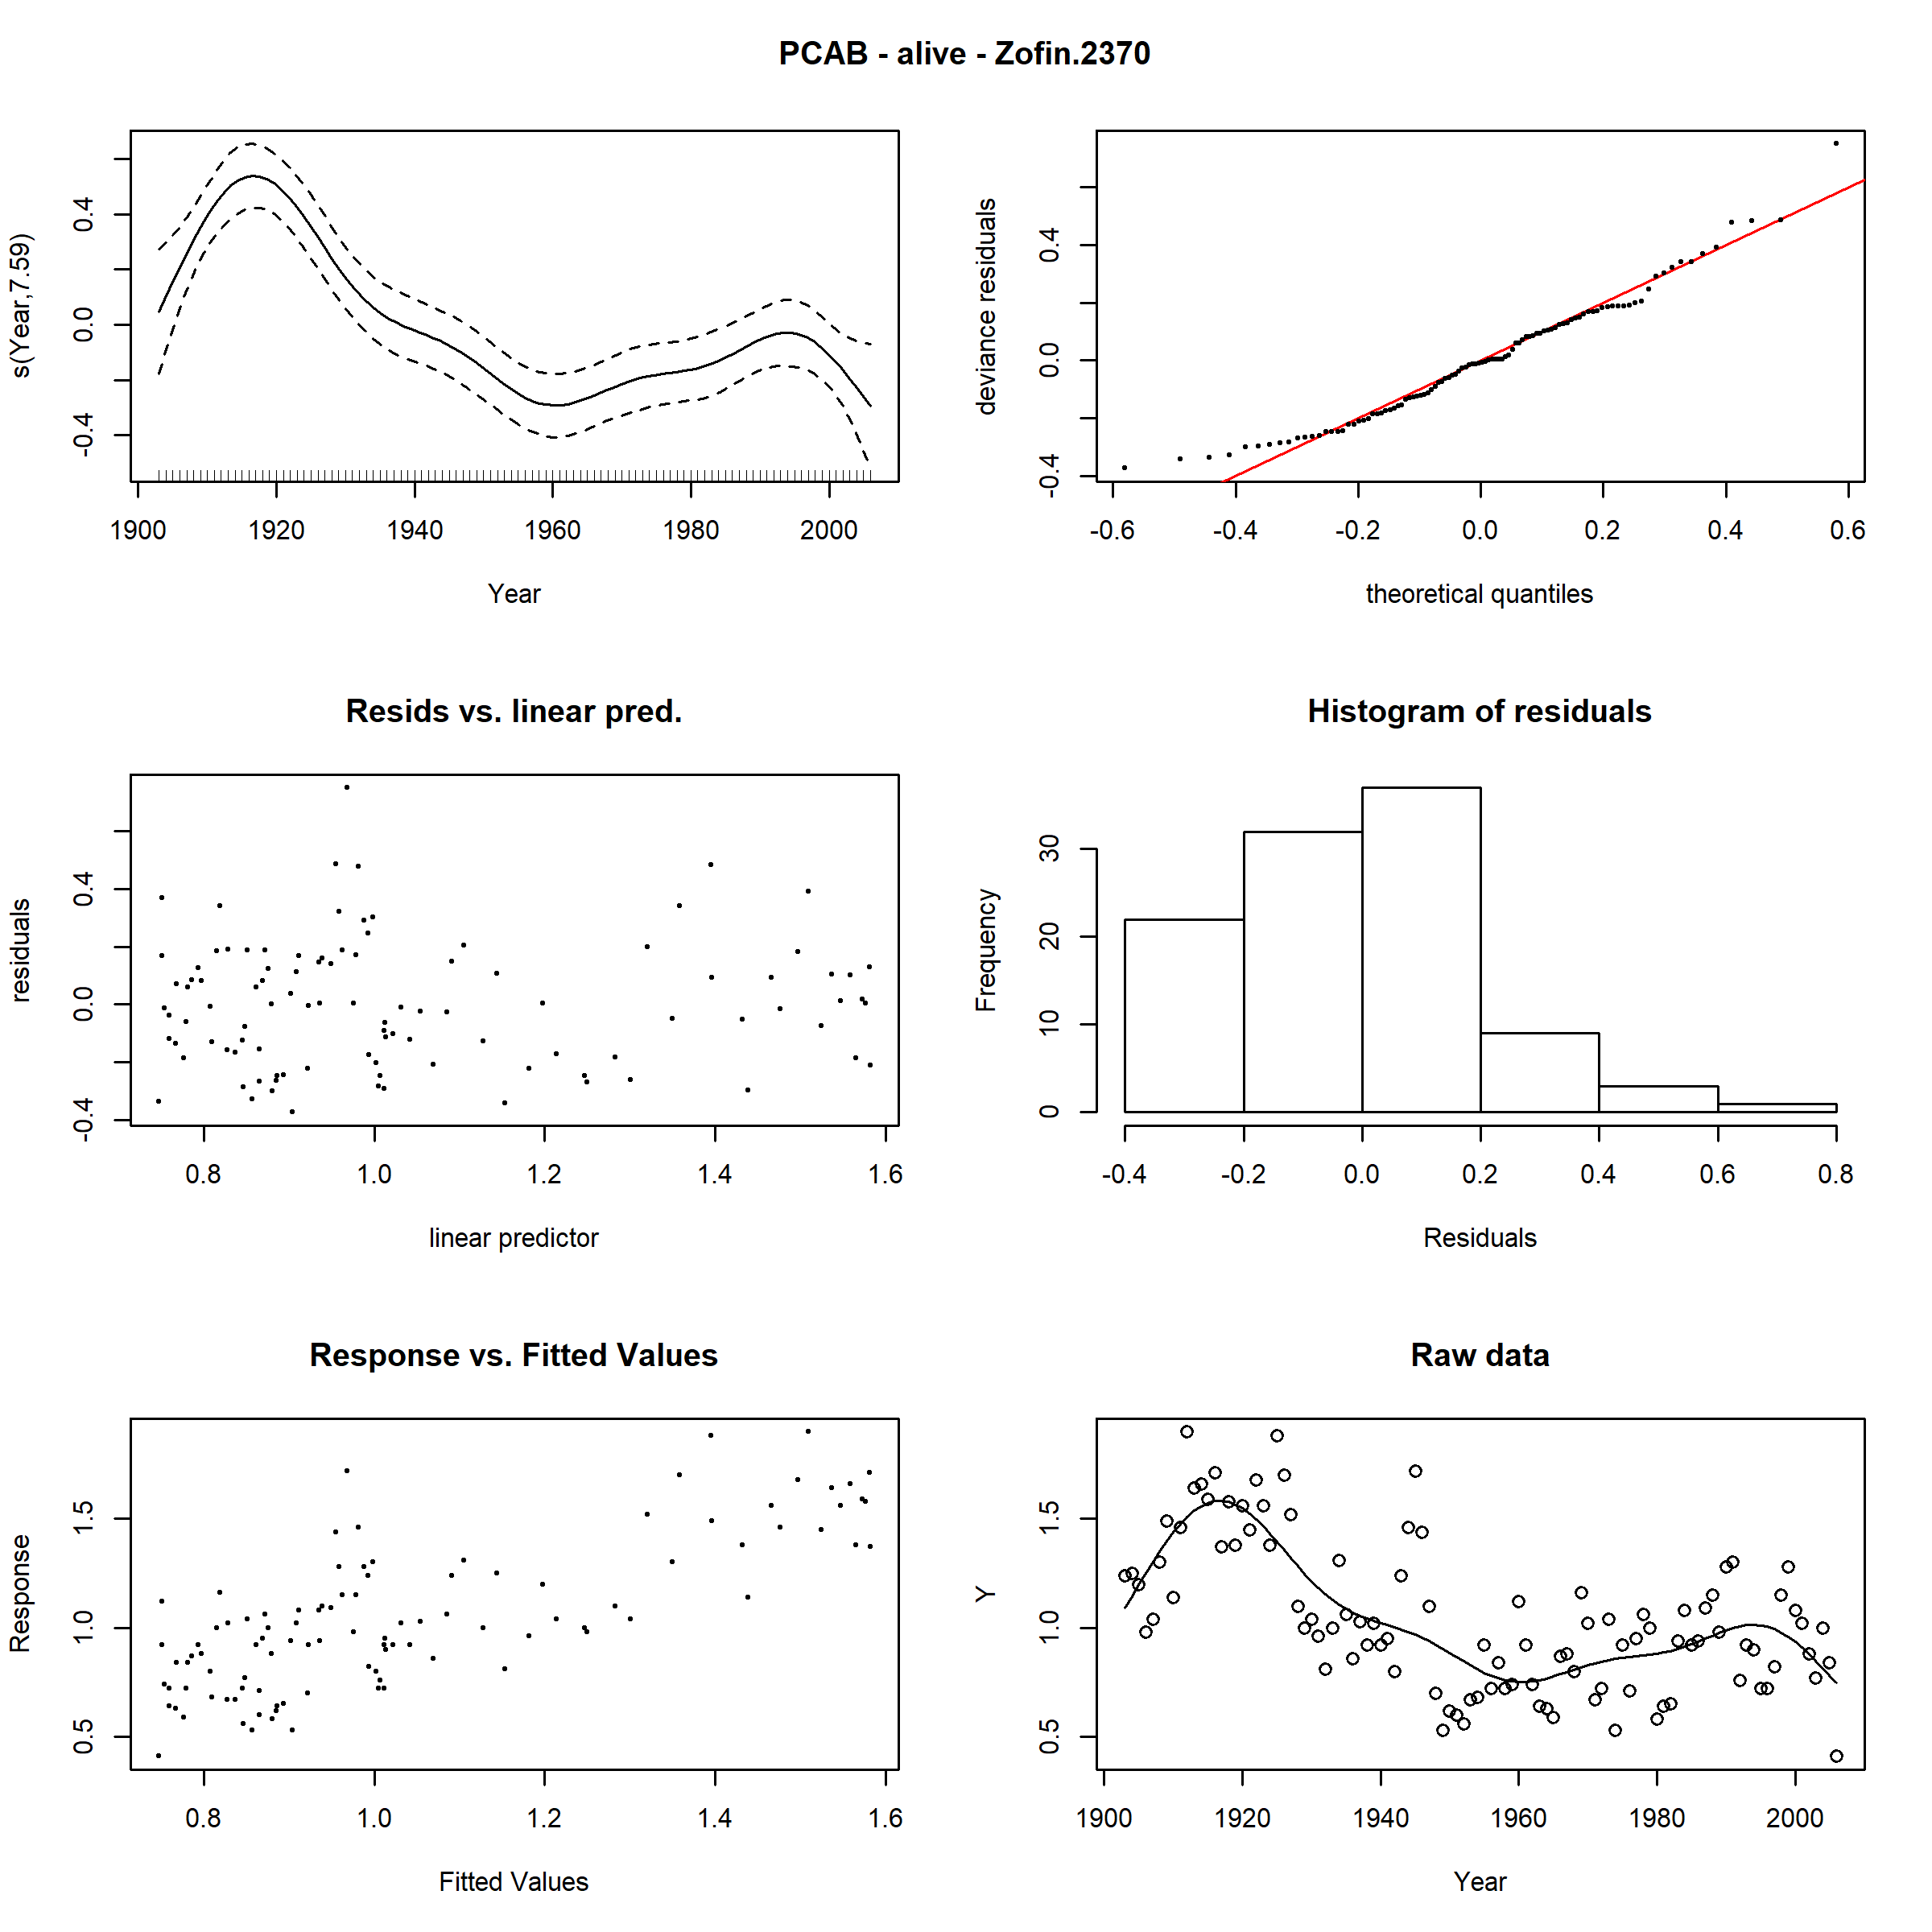 PCAB - alive - Zofin.2370
s(Year,7.59)
-0.4 0.0 0.4
1900 1920 1940 1960 1980 2000
Year
deviance residuals
-0.4 0.0 0.4
-0.6 -0.4 -0.2 0.0 0.2 0.4 0.6
theoretical quantiles
Resids vs. linear pred.
residuals
-0.4 0.0 0.4
0.8 1.0 1.2 1.4 1.6
linear predictor
Histogram of residuals
Frequency
0 10 20 30
-0.4 -0.2 0.0 0.2 0.4 0.6 0.8
Residuals
Response vs. Fitted Values
Response
0.5 1.0 1.5
0.8 1.0 1.2 1.4 1.6
Fitted Values
Raw data
Y
0.5 1.0 1.5
1900 1920 1940 1960 1980 2000
Year